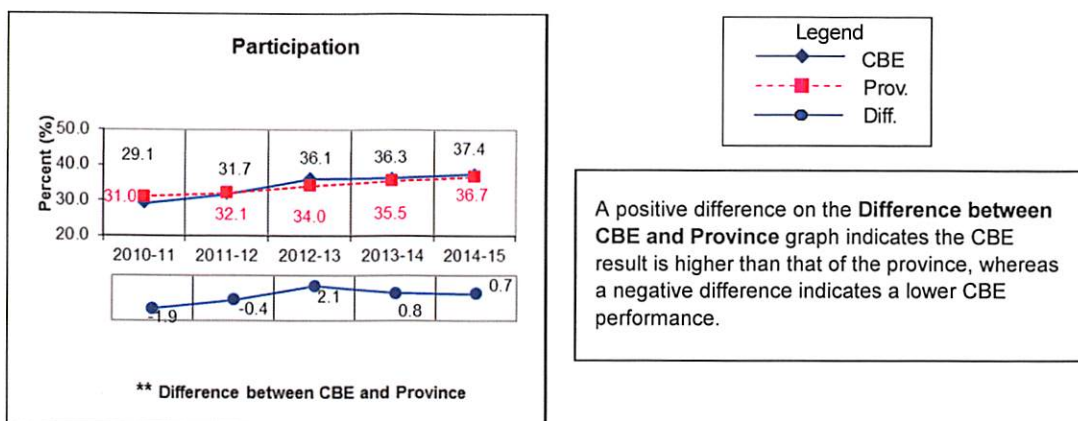 Participation
Percent (%)
50.0
40.0
30.0
20.0
29.1 31.7 36.1 36.3 37.4
31.0 32.1 34.0 35.5 36.7
2010-11 2011-12 2012-13 2013-14 2014-15
-1.9 -0.4 2.1 0.8 0.7
** Difference between CBE and Province
Legend
CBE
Prov.
Diff.
A positive difference on the Difference between
CBE and Province graph indicates the CBE
result is higher than that of the province, whereas
a negative difference indicates a lower CBE
performance.